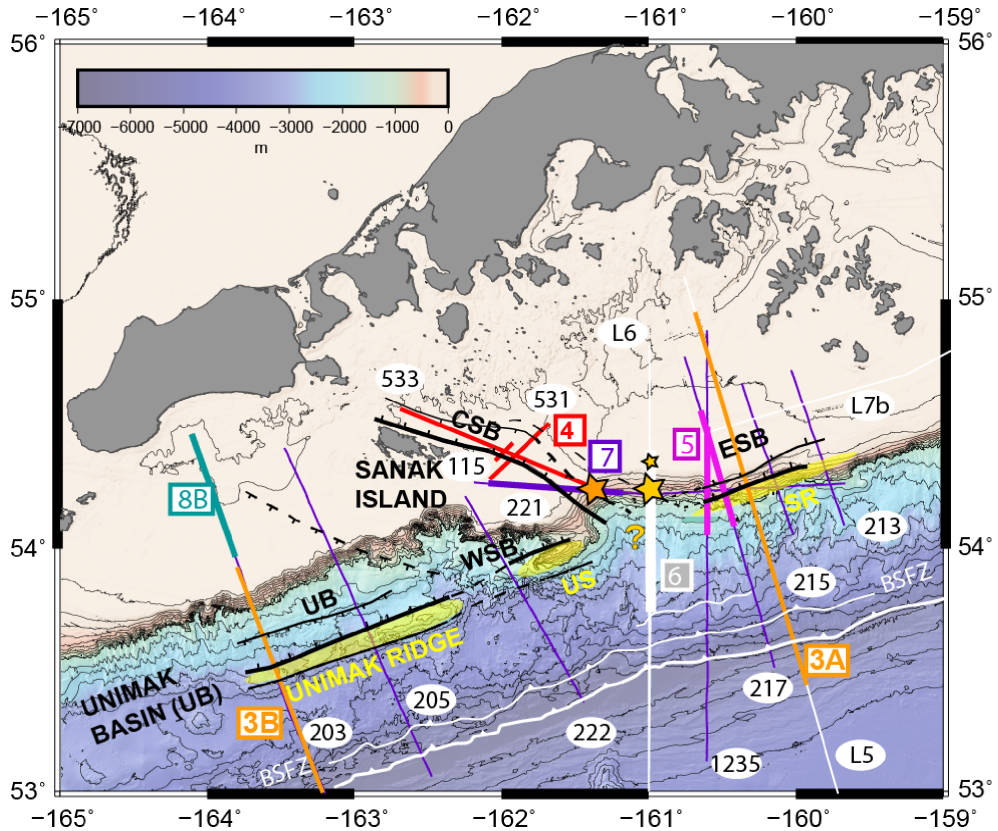 −164° −163° −162° −161° −160° −159°
56° 56°
−7000 −6000 −5000 −4000 −3000 −2000 −1000 0
m
55° 55°
L6
533
531
L7b
CSB
4
7
5
ESB
SANAK
ISLAND
115
8B
221
SR
213
54° 54°
WSB
?
US
6
215
BSFZ
UB
UNIMAK RIDGE
UNIMAK
BASIN (UB)
3A
217
205
3B
203
222
BSFZ
1235
L5
53° 53°
−165° −164° −163° −162° −161° −160° −159°